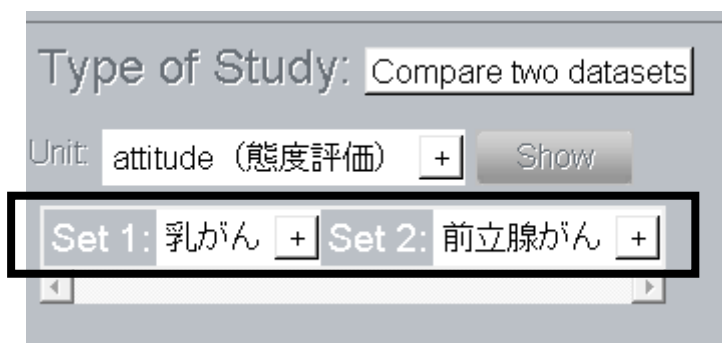 Type of Study: Compare two datasets
Unit: attitude（態度評価） + Show
Set 1: 乳がん + Set 2: 前立腺がん +